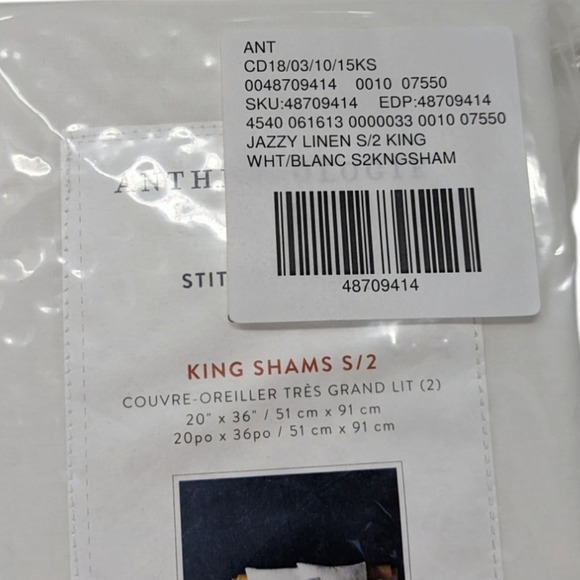 ANT
CD18/03/10/15KS
0048709414 0010 07550
SKU:48709414 EDP:48709414
4540 061613 0000033 0010 07550
JAZZY LINEN S/2 KING
WHT/BLANC S2KNGSHAM
48709414
KING SHAMS S/2
COUVRE-OREILLER TRÈS GRAND LIT (2)
20" x 36" / 51 cm x 91 cm
20po x 36po / 51 cm x 91 cm